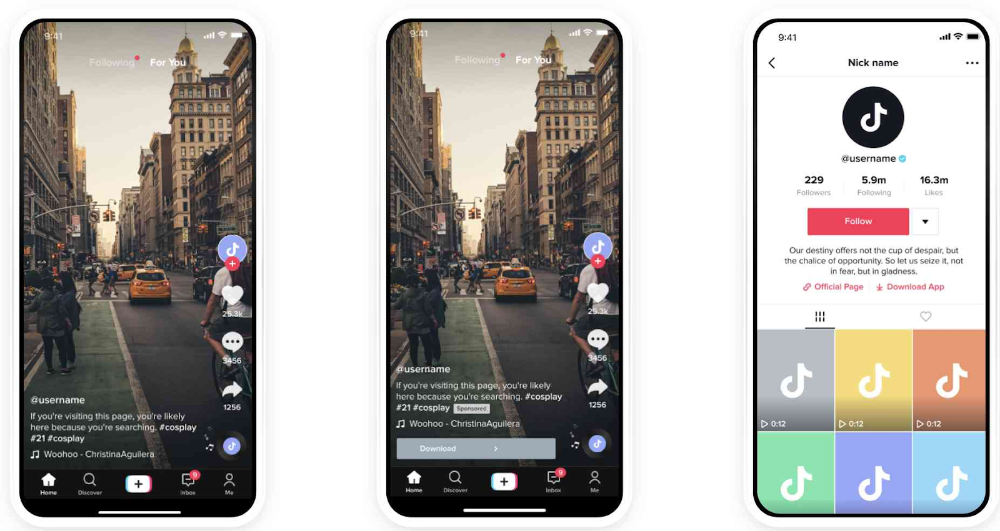 9:41
Following For You
25.3k
3456
1256
@username
If you're visiting this page, you're likely
here because you're searching. #cosplay
#21 #cosplay
Woohoo - ChristinaAguilera
9
Home Discover Inbox Me
9:41
Following For You
25.3k
3456
1256
@username
If you're visiting this page, you're likely
here because you're searching. #cosplay
#21 #cosplay Sponsored
Woohoo - ChristinaAguilera
Download
9
Home Discover Inbox Me
9:41
Nick name
@username
229 5.9m 16.3m
Followers Following Likes
Follow
Our destiny offers not the cup of despair, but
the chalice of opportunity. So let us seize it, not
in fear, but in gladness.
Official Page Download App
0:12 0:12 0:12